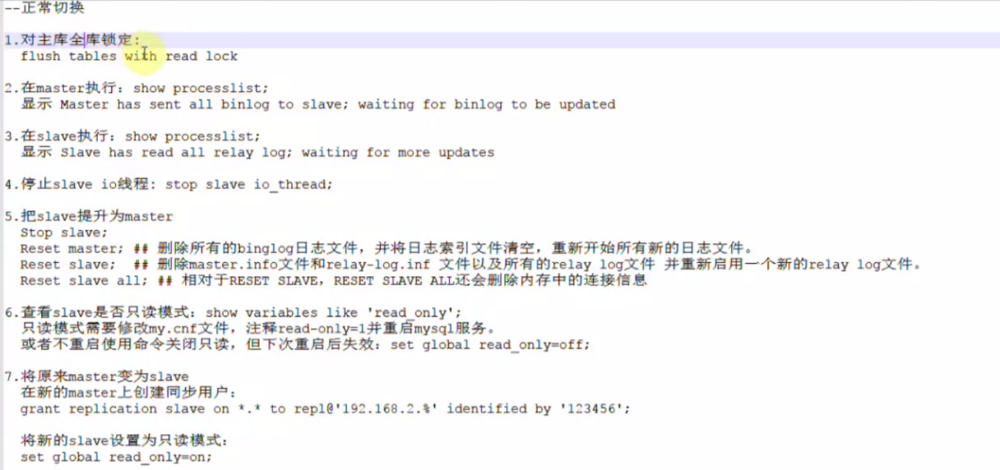 --正常切换
1.对主库全库锁定:
flush tables with read lock
2.在master执行：show processlist;
显示 Master has sent all binlog to slave; waiting for binlog to be updated
3.在slave执行：show processlist;
显示 Slave has read all relay log; waiting for more updates
4.停止slave io线程: stop slave io_thread;
5.把slave提升为master
Stop slave;
Reset master; ## 删除所有的binglog日志文件，并将日志索引文件清空，重新开始所有新的日志文件。
Reset slave; ## 删除master.info文件和relay-log.inf 文件以及所有的relay log文件 并重新启用一个新的relay log文件。
Reset slave all; ## 相对于RESET SLAVE，RESET SLAVE ALL还会删除内存中的连接信息
6.查看slave是否只读模式：show variables like 'read_only';
只读模式需要修改my.cnf文件，注释read-only=1并重启mysql服务。
或者不重启使用命令关闭只读，但下次重启后失效：set global read_only=off;
7.将原来master变为slave
在新的master上创建同步用户：
grant replication slave on *.* to repl@'192.168.2.%' identified by '123456';
将新的slave设置为只读模式：
set global read_only=on;